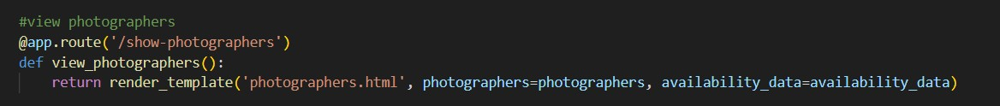 #view photographers
@app.route('/show-photographers')
def view_photographers():
    return render_template('photographers.html', photographers=photographers, availability_data=availability_data)